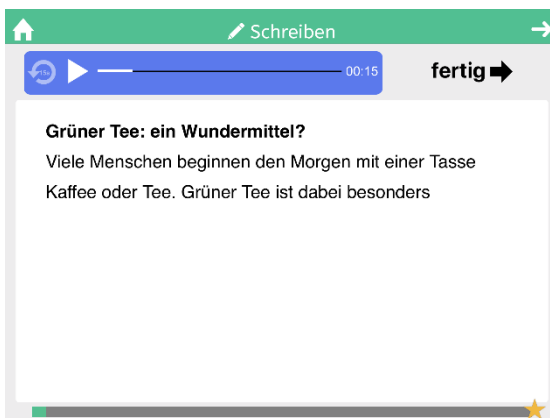 Schreiben
15s
00:15
fertig
Grüner Tee: ein Wundermittel?
Viele Menschen beginnen den Morgen mit einer Tasse
Kaffee oder Tee. Grüner Tee ist dabei besonders